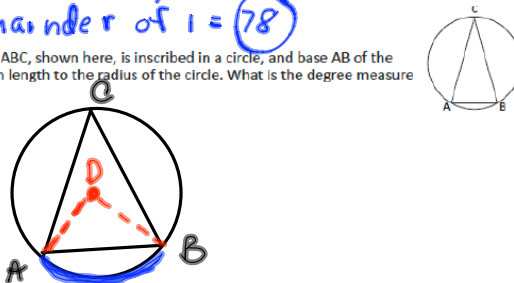 of 1 = 78
C
ABC, shown here, is inscribed in a circle, and base AB of the
length to the radius of the circle. What is the degree measure
A B
C
D
A B